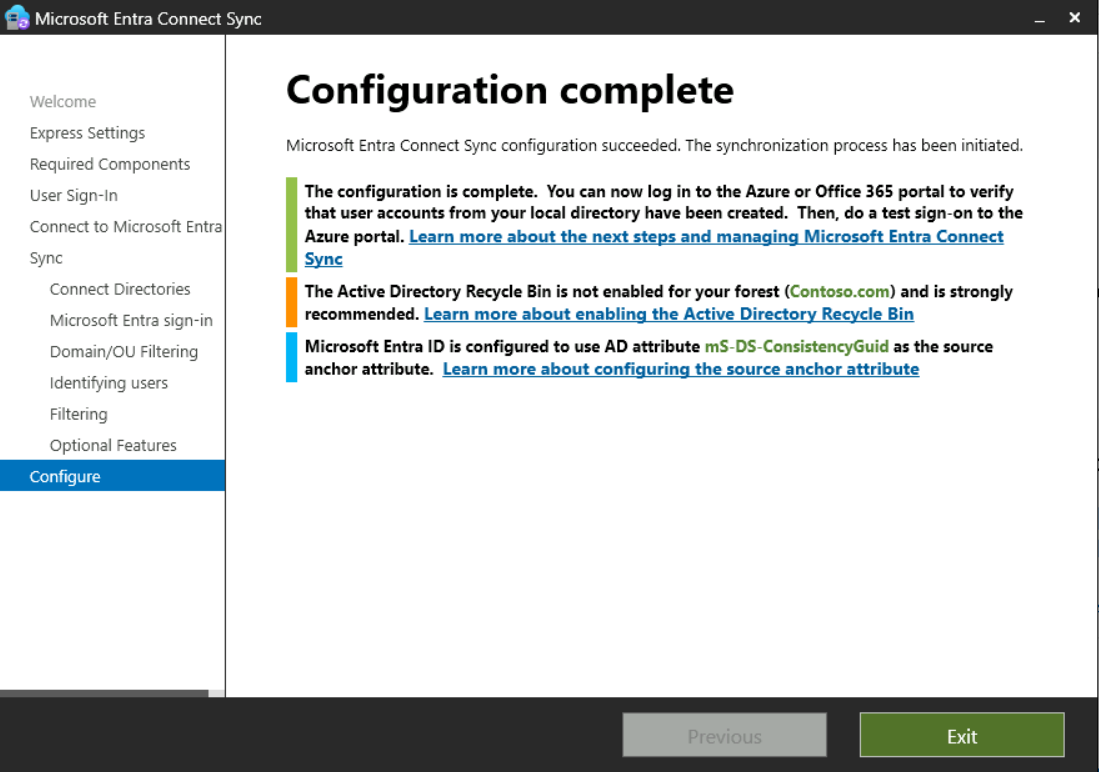 Microsoft Entra Connect Sync
Welcome
Express Settings
Required Components
User Sign-In
Connect to Microsoft Entra
Sync
Connect Directories
Microsoft Entra sign-in
Domain/OU Filtering
Identifying users
Filtering
Optional Features
Configure
Configuration complete
Microsoft Entra Connect Sync configuration succeeded. The synchronization process has been initiated.
The configuration is complete.  You can now log in to the Azure or Office 365 portal to verify
that user accounts from your local directory have been created.  Then, do a test sign-on to the
Azure portal. Learn more about the next steps and managing Microsoft Entra Connect
Sync
The Active Directory Recycle Bin is not enabled for your forest (Contoso.com) and is strongly
recommended. Learn more about enabling the Active Directory Recycle Bin
Microsoft Entra ID is configured to use AD attribute mS-DS-ConsistencyGuid as the source
anchor attribute.  Learn more about configuring the source anchor attribute
Previous
Exit